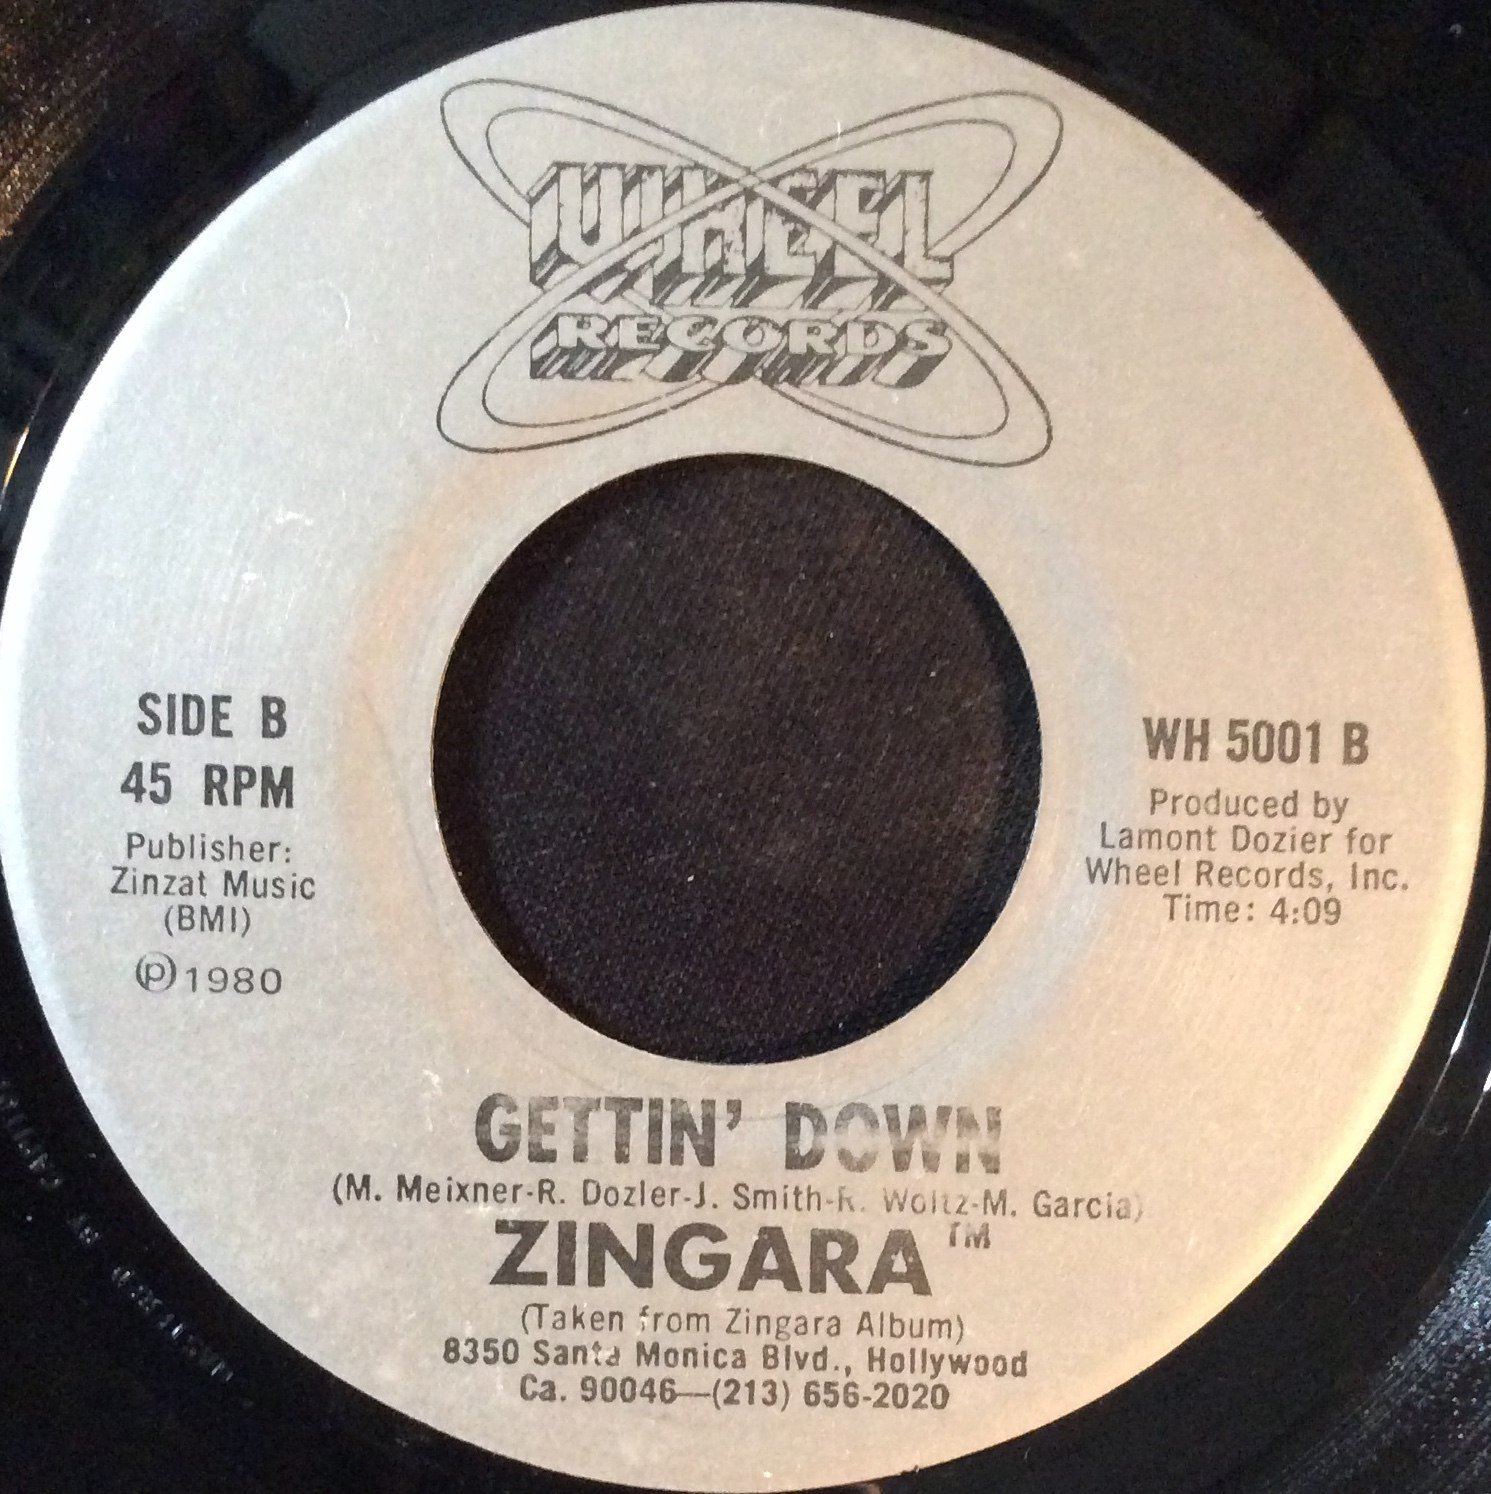 WHEEL
RECORDS
SIDE B
45 RPM
Publisher:
Zinzat Music
(BMI)
℗1980
WH 5001 B
Produced by
Lamont Dozier for
Wheel Records, Inc.
Time: 4:09
GETTIN' DOWN
(M. Meixner-R. Dozler-J. Smith-R. Woltz-M. Garcia)
ZINGARA™
(Taken from Zingara Album)
8350 Santa Monica Blvd., Hollywood
Ca. 90046—(213) 656-2020